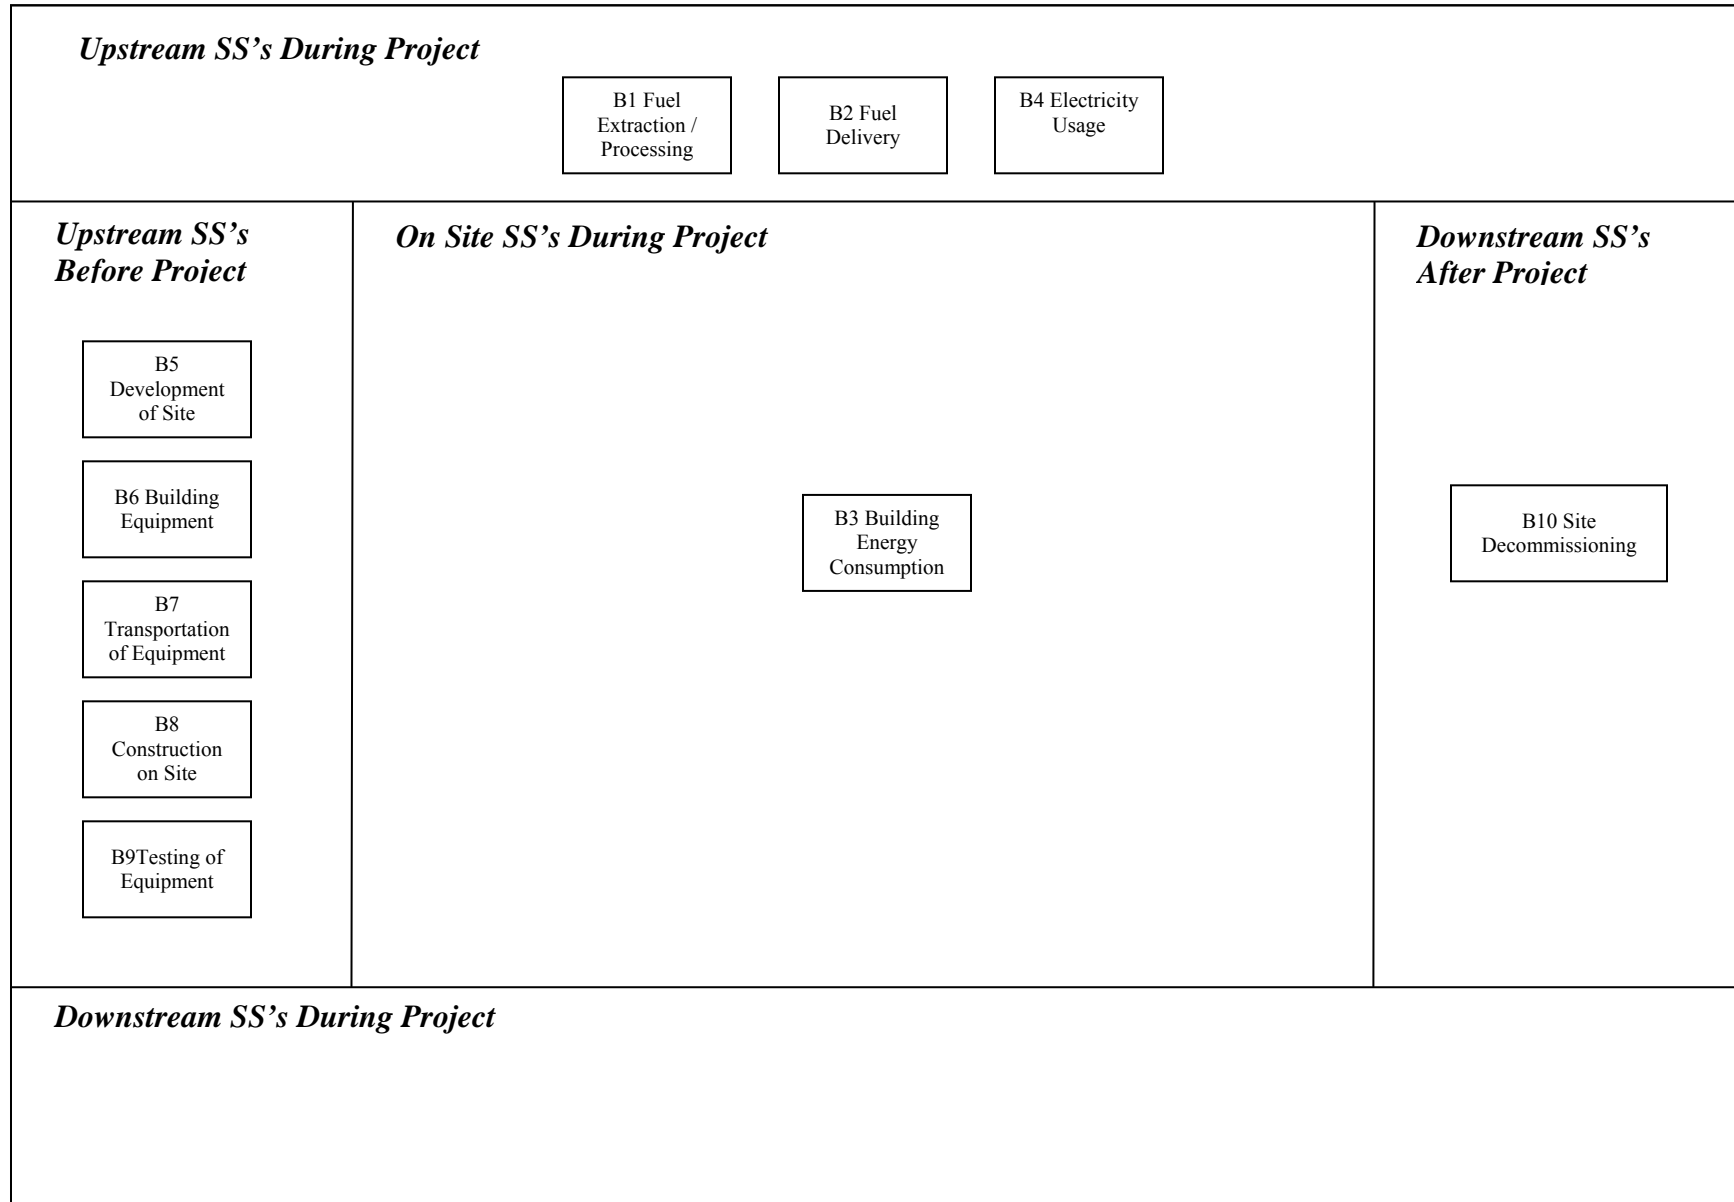 Upstream SS’s During Project
B1 Fuel
Extraction /
Processing
B2 Fuel
Delivery
B4 Electricity
Usage
Upstream SS’s
Before Project
B5
Development
of Site
B6 Building
Equipment
B7
Transportation
of Equipment
B8
Construction
on Site
B9Testing of
Equipment
On Site SS’s During Project
B3 Building
Energy
Consumption
Downstream SS’s
After Project
B10 Site
Decommissioning
Downstream SS’s During Project